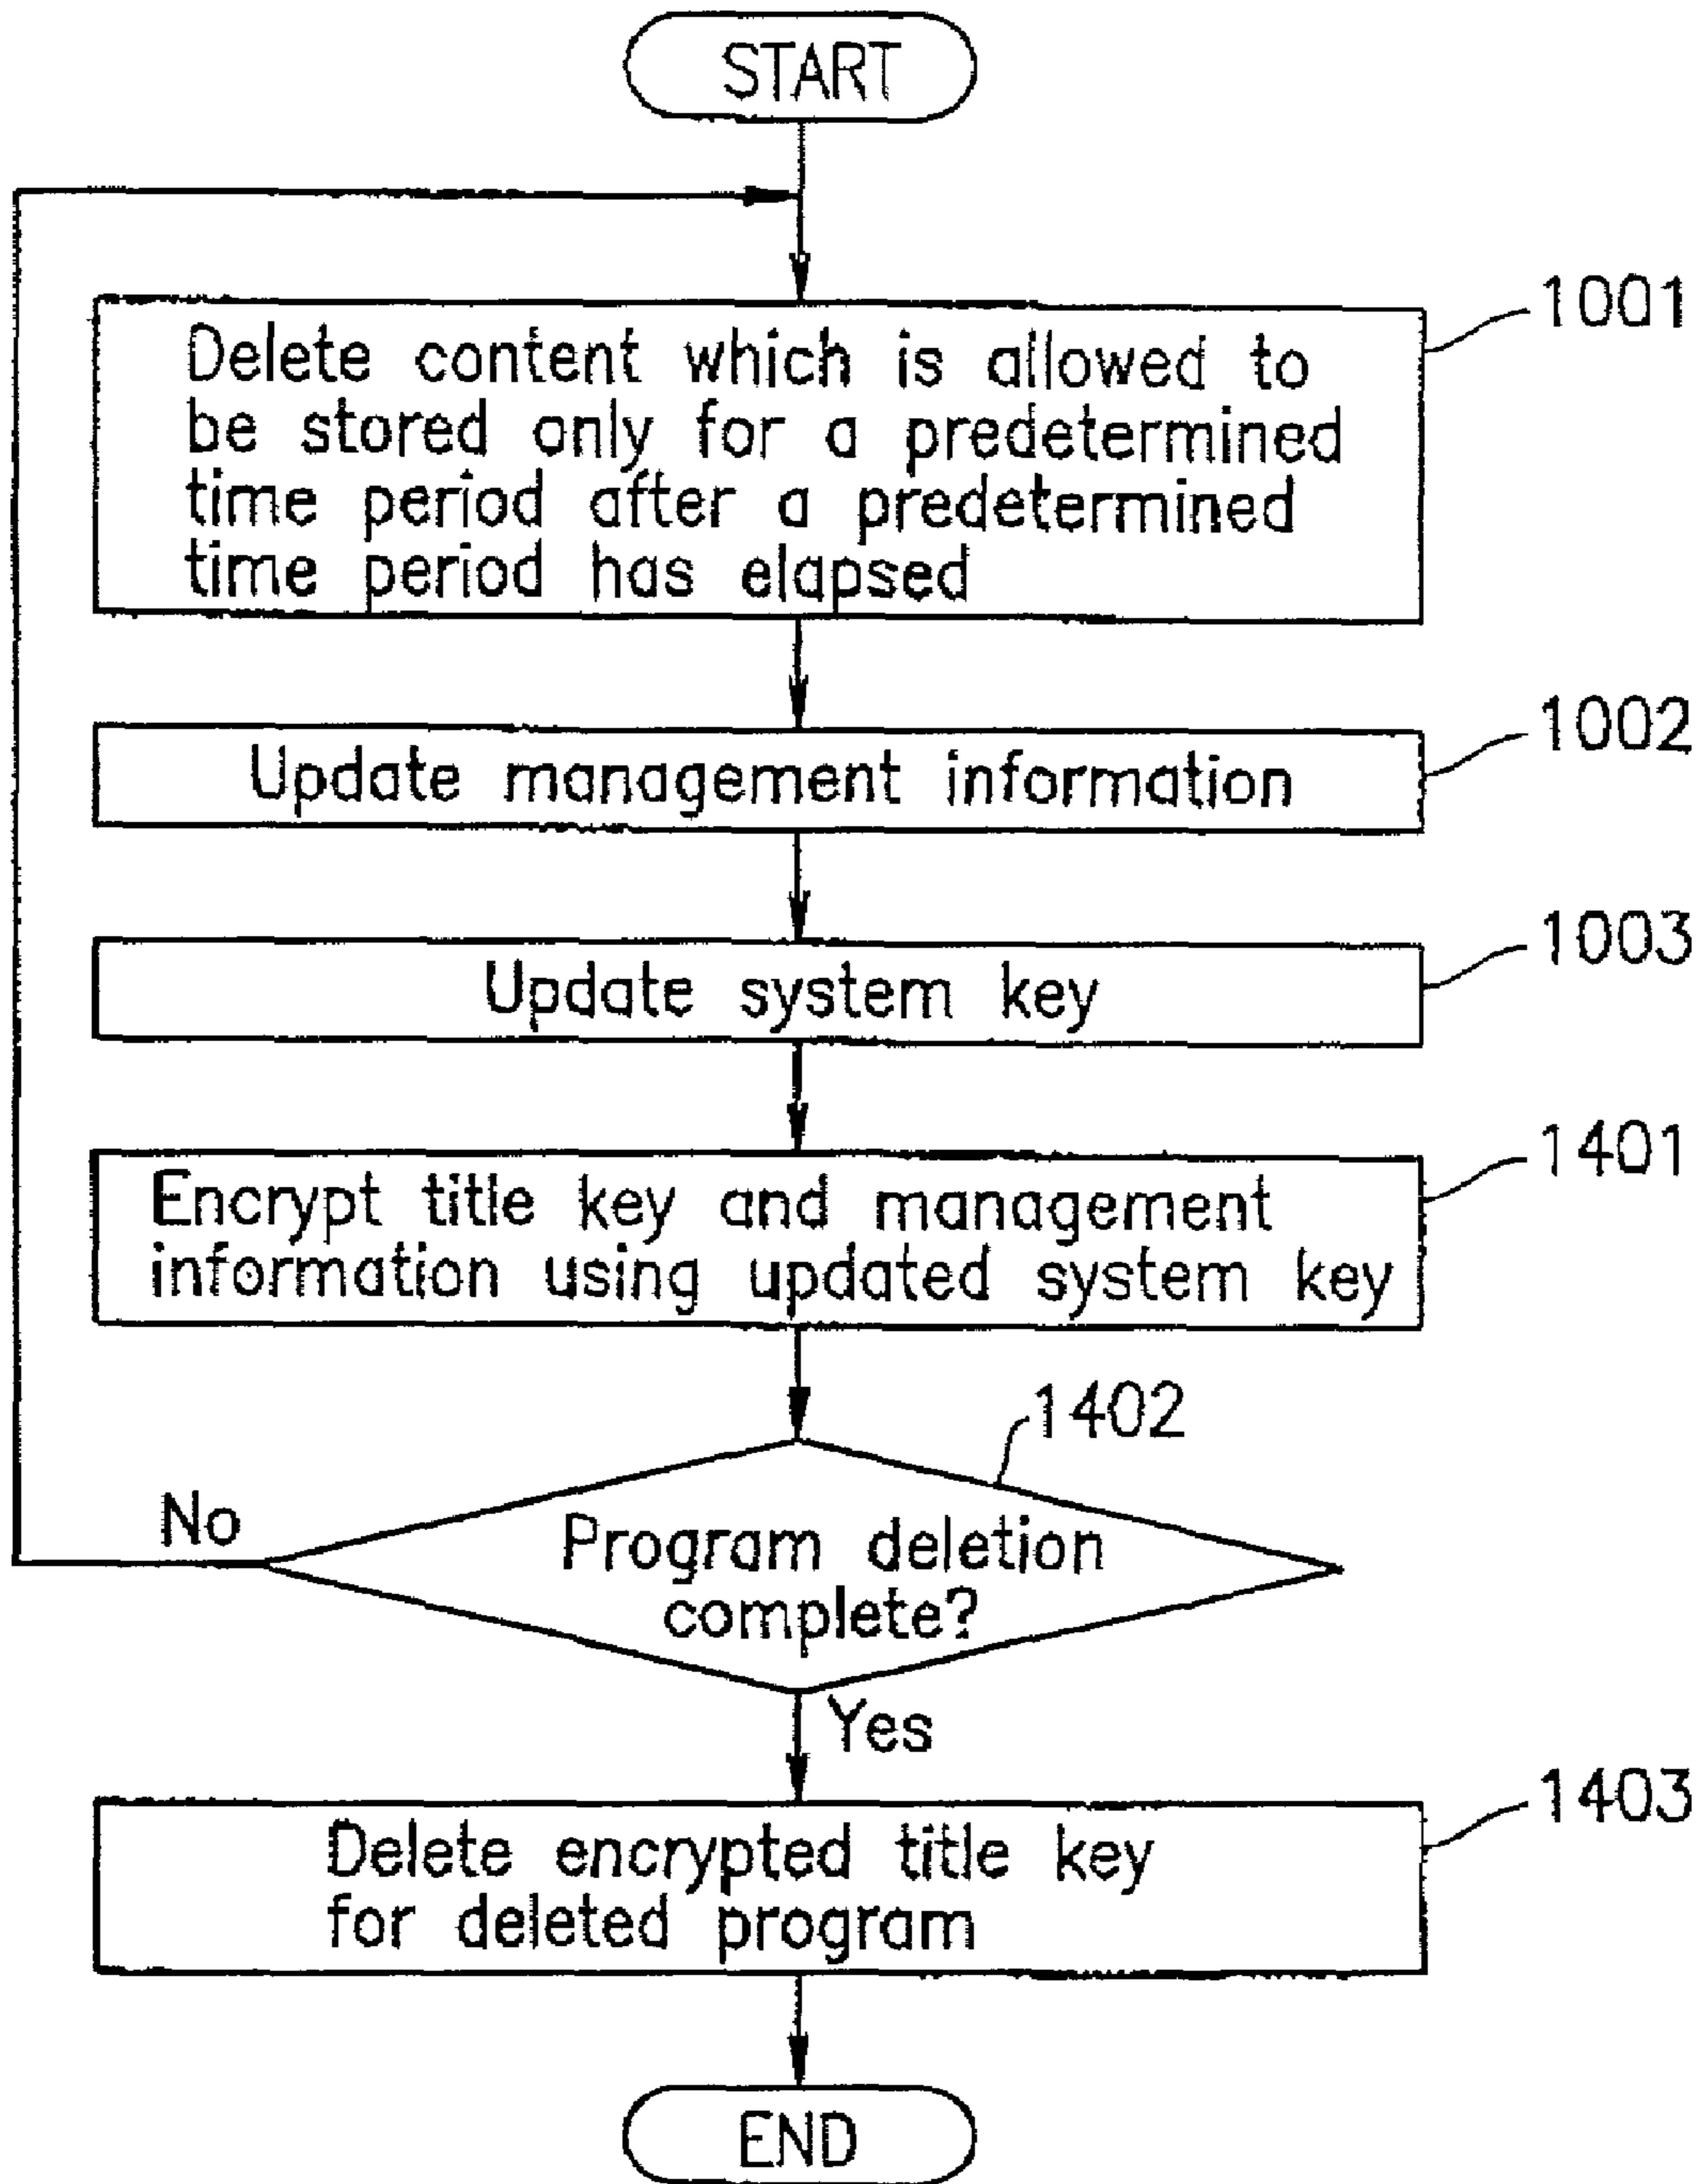 START
1001
Delete content which is allowed to
be stored only for a predetermined
time period after a predetermined
time period has elapsed
1002
Update management information
1003
Update system key
1401
Encrypt title key and management
information using updated system key
1402
No
Program deletion
complete?
Yes
1403
Delete encrypted title key
for deleted program
END